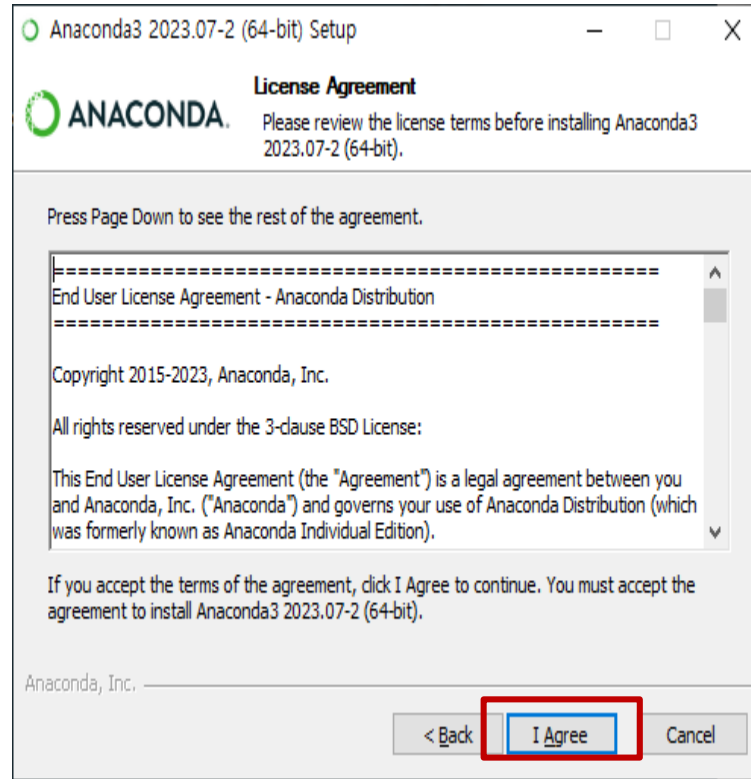 Anaconda3 2023.07-2 (64-bit) Setup
ANACONDA.
License Agreement
Please review the license terms before installing Anaconda3
2023.07-2 (64-bit).
Press Page Down to see the rest of the agreement.
==================================================
End User License Agreement - Anaconda Distribution
==================================================
Copyright 2015-2023, Anaconda, Inc.
All rights reserved under the 3-clause BSD License:
This End User License Agreement (the "Agreement") is a legal agreement between you
and Anaconda, Inc. ("Anaconda") and governs your use of Anaconda Distribution (which
was formerly known as Anaconda Individual Edition).
If you accept the terms of the agreement, click I Agree to continue. You must accept the
agreement to install Anaconda3 2023.07-2 (64-bit).
Anaconda, Inc.
< Back
I Agree
Cancel